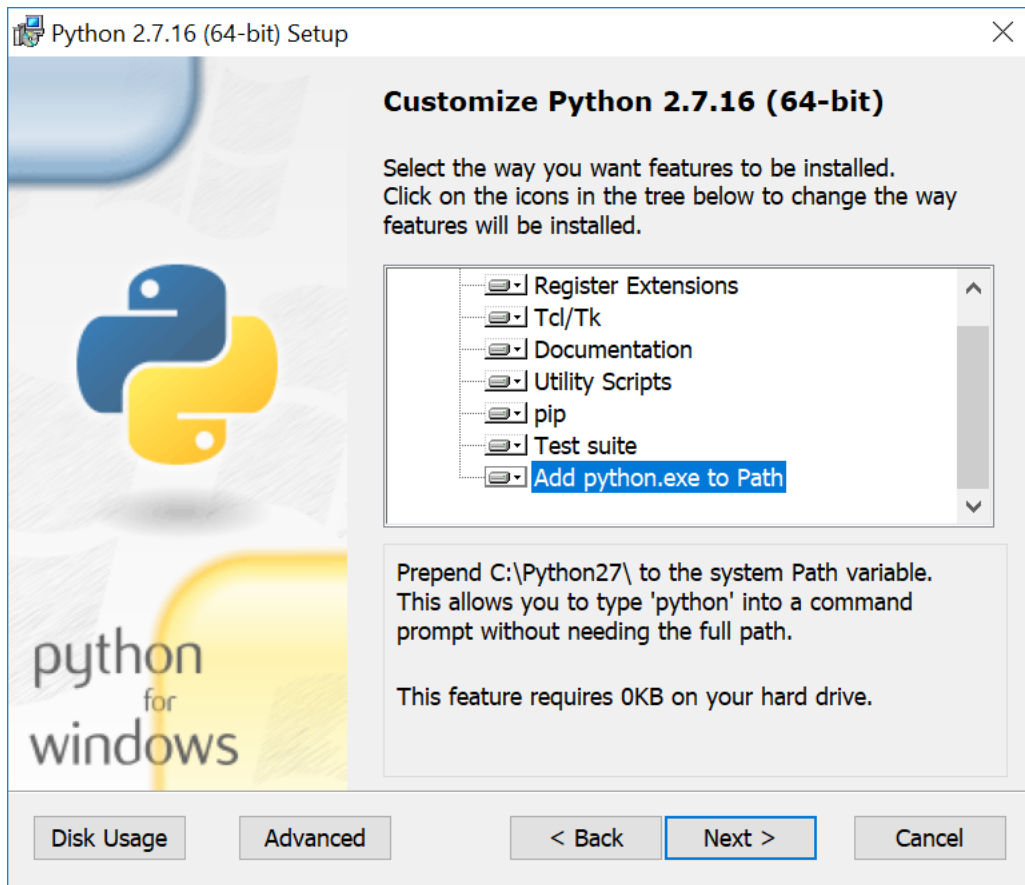 Python 2.7.16 (64-bit) Setup
Customize Python 2.7.16 (64-bit)
Select the way you want features to be installed.
Click on the icons in the tree below to change the way
features will be installed.
Register Extensions
Tcl/Tk
Documentation
Utility Scripts
pip
Test suite
Add python.exe to Path
Prepend C:\Python27\ to the system Path variable.
This allows you to type 'python' into a command
prompt without needing the full path.
This feature requires 0KB on your hard drive.
python
for
windows
Disk Usage
Advanced
< Back
Next >
Cancel